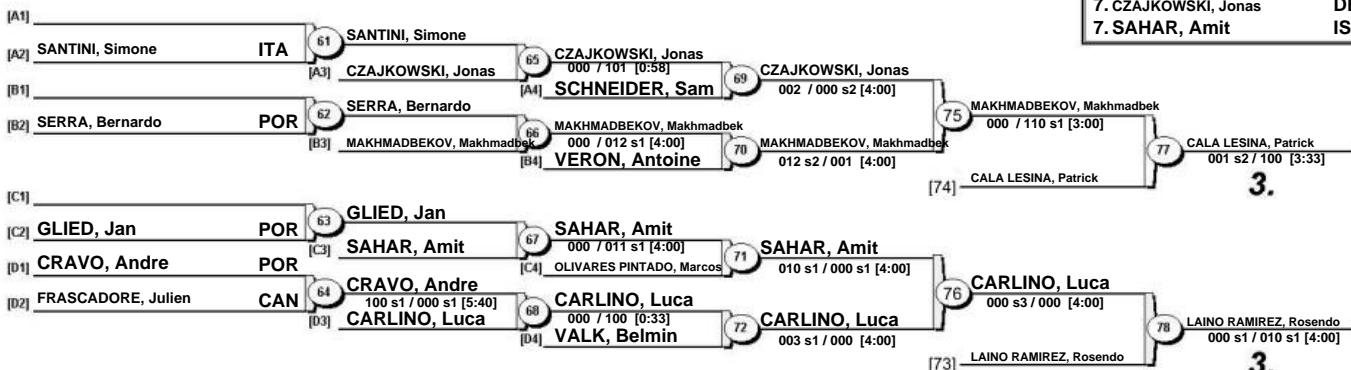 7. CZAJKOWSKI, Jonas
7. SAHAR, Amit IS
[A1]
[A2] SANTINI, Simone ITA
61 SANTINI, Simone
[A3] CZAJKOWSKI, Jonas
65 CZAJKOWSKI, Jonas
000 / 101 [0:58]
[A4] SCHNEIDER, Sam
69 CZAJKOWSKI, Jonas
002 / 000 s2 [4:00]
[B1]
[B2] SERRA, Bernardo POR
62 SERRA, Bernardo
[B3] MAKHMADBEKOV, Makhmadbek
66 MAKHMADBEKOV, Makhmadbek
000 / 012 s1 [4:00]
[B4] VERON, Antoine
70 MAKHMADBEKOV, Makhmadbek
012 s2 / 001 [4:00]
75 MAKHMADBEKOV, Makhmadbek
000 / 110 s1 [3:00]
[74] CALA LESINA, Patrick
77 CALA LESINA, Patrick
001 s2 / 100 [3:33]
3.
[C1]
[C2] GLIED, Jan POR
63 GLIED, Jan
[C3] SAHAR, Amit
67 SAHAR, Amit
000 / 011 s1 [4:00]
[C4] OLIVARES PINTADO, Marcos
71 SAHAR, Amit
010 s1 / 000 s1 [4:00]
[D1] CRAVO, Andre POR
[D2] FRASCADORE, Julien CAN
64 CRAVO, Andre
100 s1 / 000 s1 [5:40]
[D3] CARLINO, Luca
68 CARLINO, Luca
000 / 100 [0:33]
[D4] VALK, Belmin
72 CARLINO, Luca
003 s1 / 000 [4:00]
76 CARLINO, Luca
000 s3 / 000 [4:00]
[73] LAINO RAMIREZ, Rosendo
78 LAINO RAMIREZ, Rosendo
000 s1 / 010 s1 [4:00]
3.